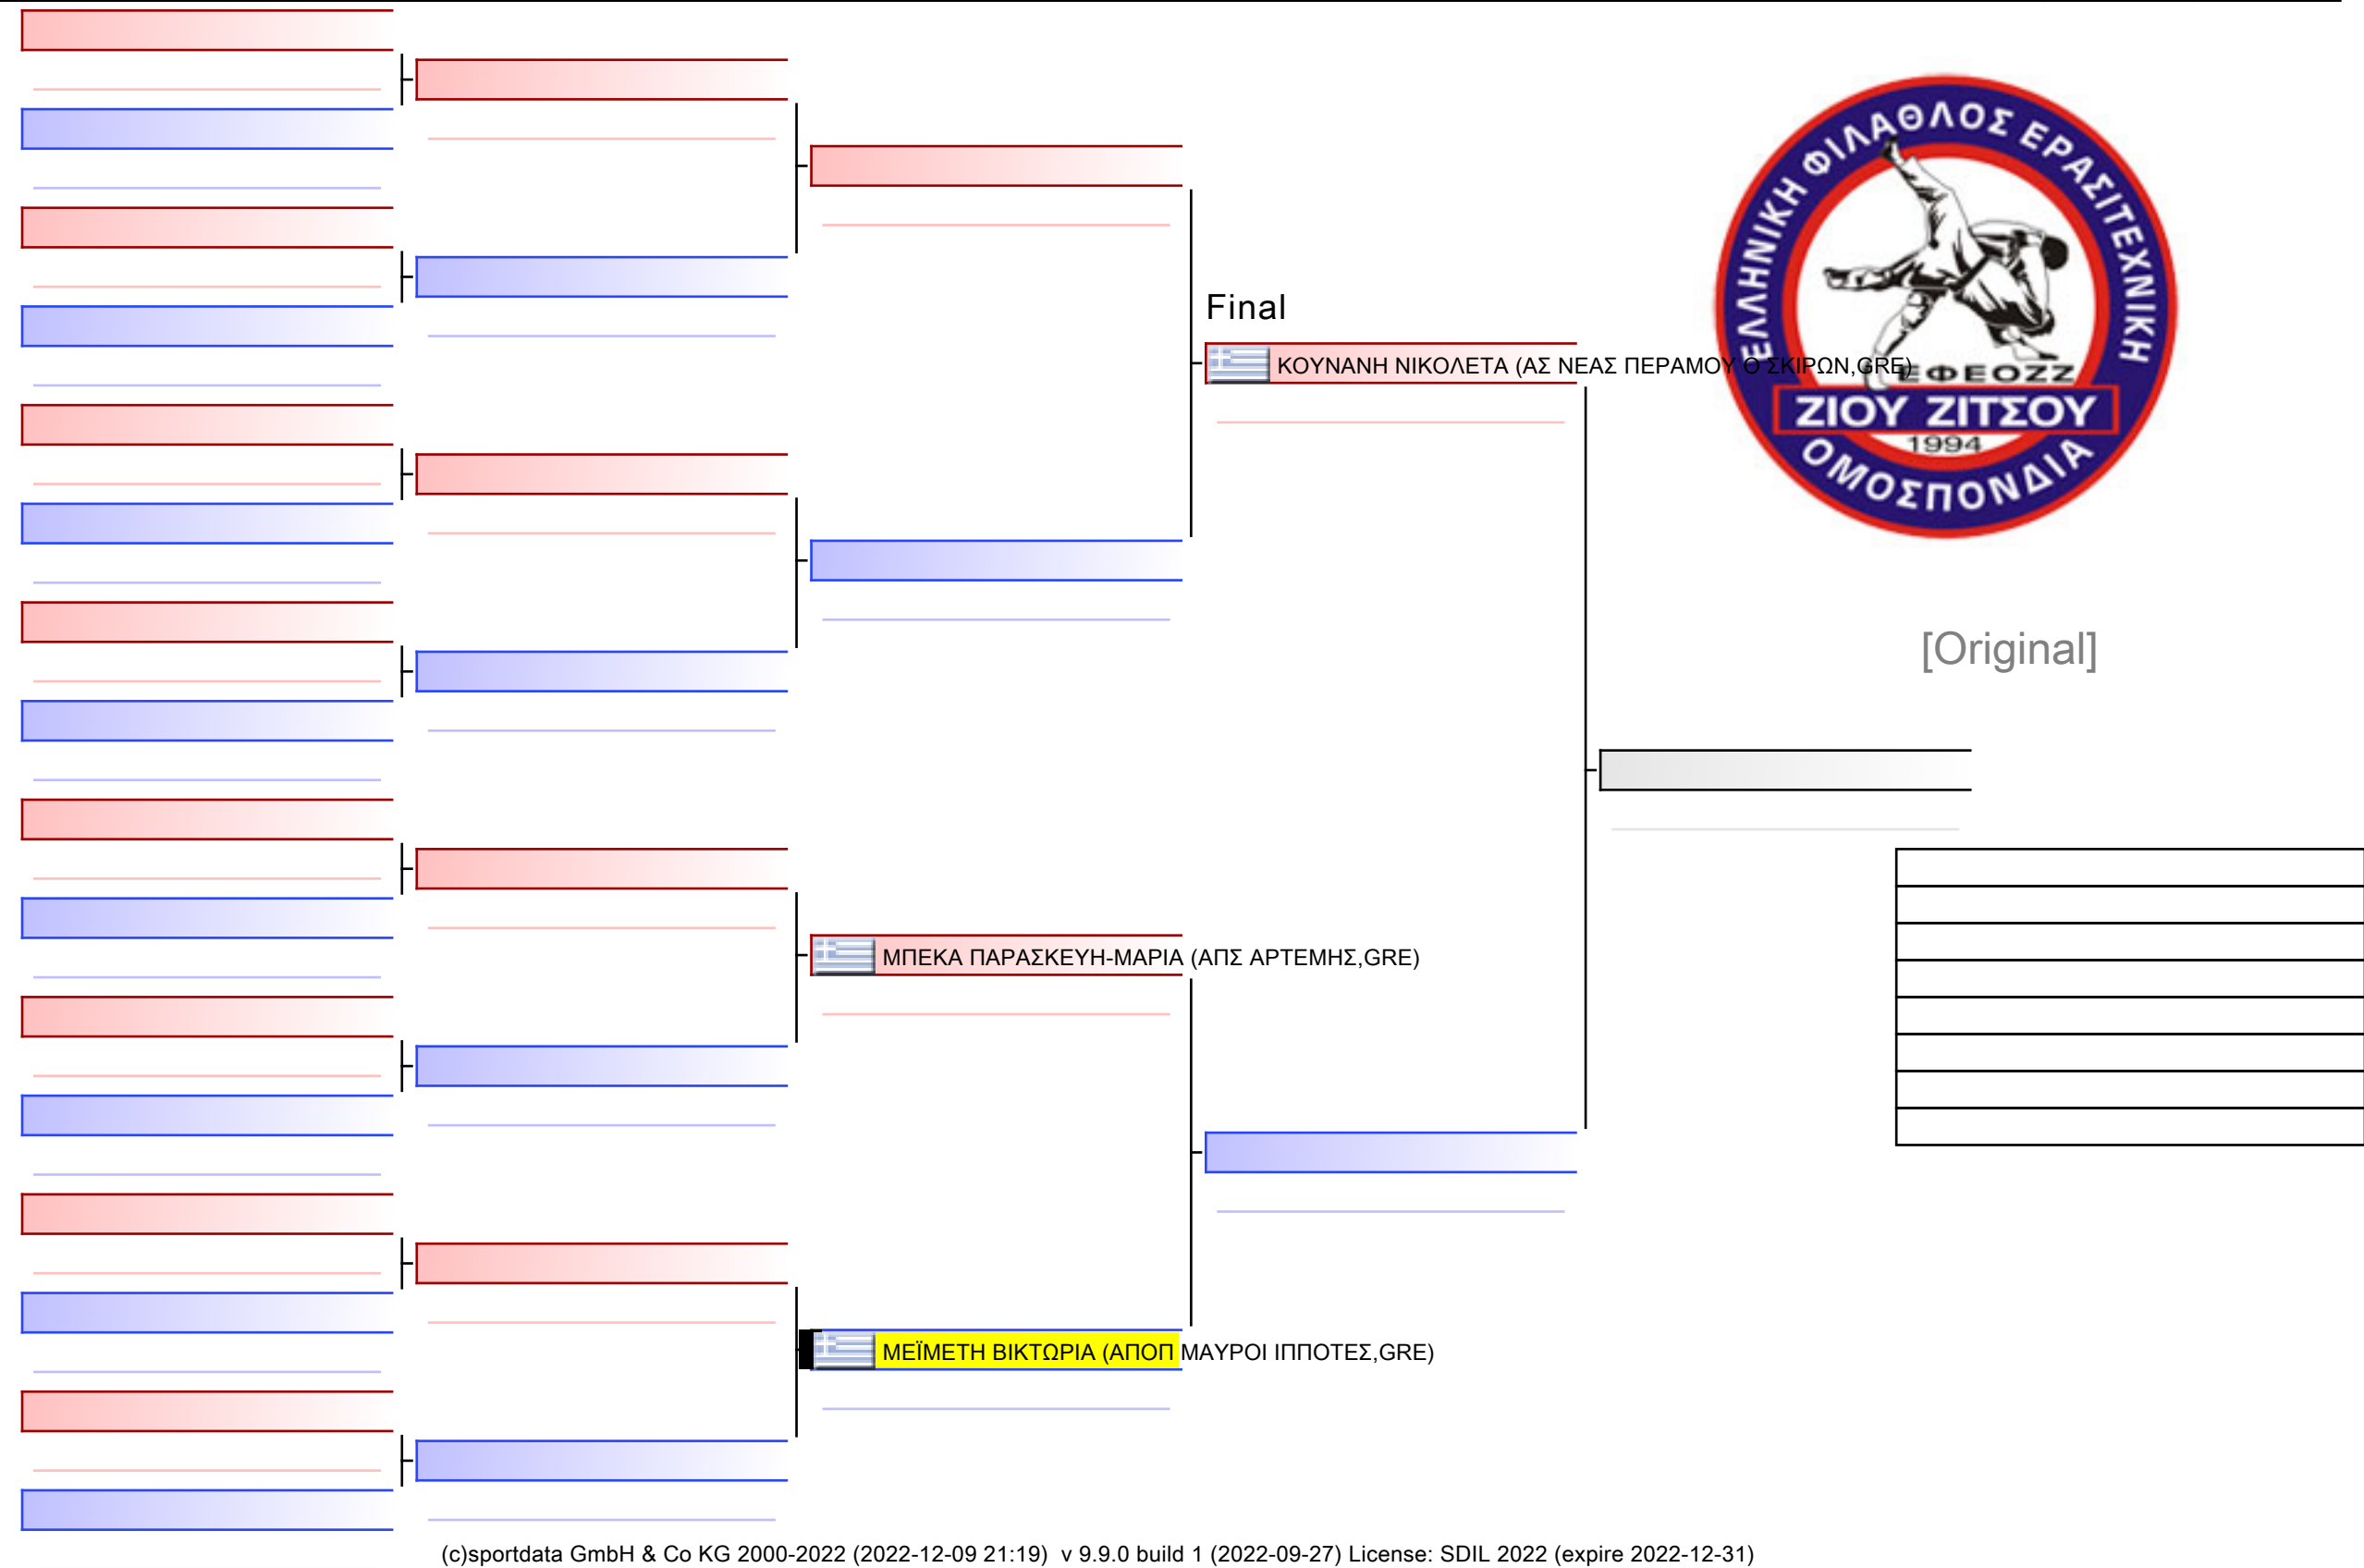 Final
ΚΟΥΝΑΝΗ ΝΙΚΟΛΕΤΑ (ΑΣ ΝΕΑΣ ΠΕΡΑΜΟΥ Ο ΣΚΙΡΩΝ,GRE)
ΕΛΛΗΝΙΚΗ ΦΙΛΑΘΛΟΣ ΕΡΑΣΙΤΕΧΝΙΚΗ
ΕΦΕΟΖΖ
ΖΙΟΥ ΖΙΤΣΟΥ
1994
ΟΜΟΣΠΟΝΔΙΑ
[Original]
ΜΠΕΚΑ ΠΑΡΑΣΚΕΥΗ-ΜΑΡΙΑ (ΑΠΣ ΑΡΤΕΜΗΣ,GRE)
ΜΕΪΜΕΤΗ ΒΙΚΤΩΡΙΑ (ΑΠΟΠ ΜΑΥΡΟΙ ΙΠΠΟΤΕΣ,GRE)
(c)sportdata GmbH & Co KG 2000-2022 (2022-12-09 21:19) v 9.9.0 build 1 (2022-09-27) License: SDIL 2022 (expire 2022-12-31)